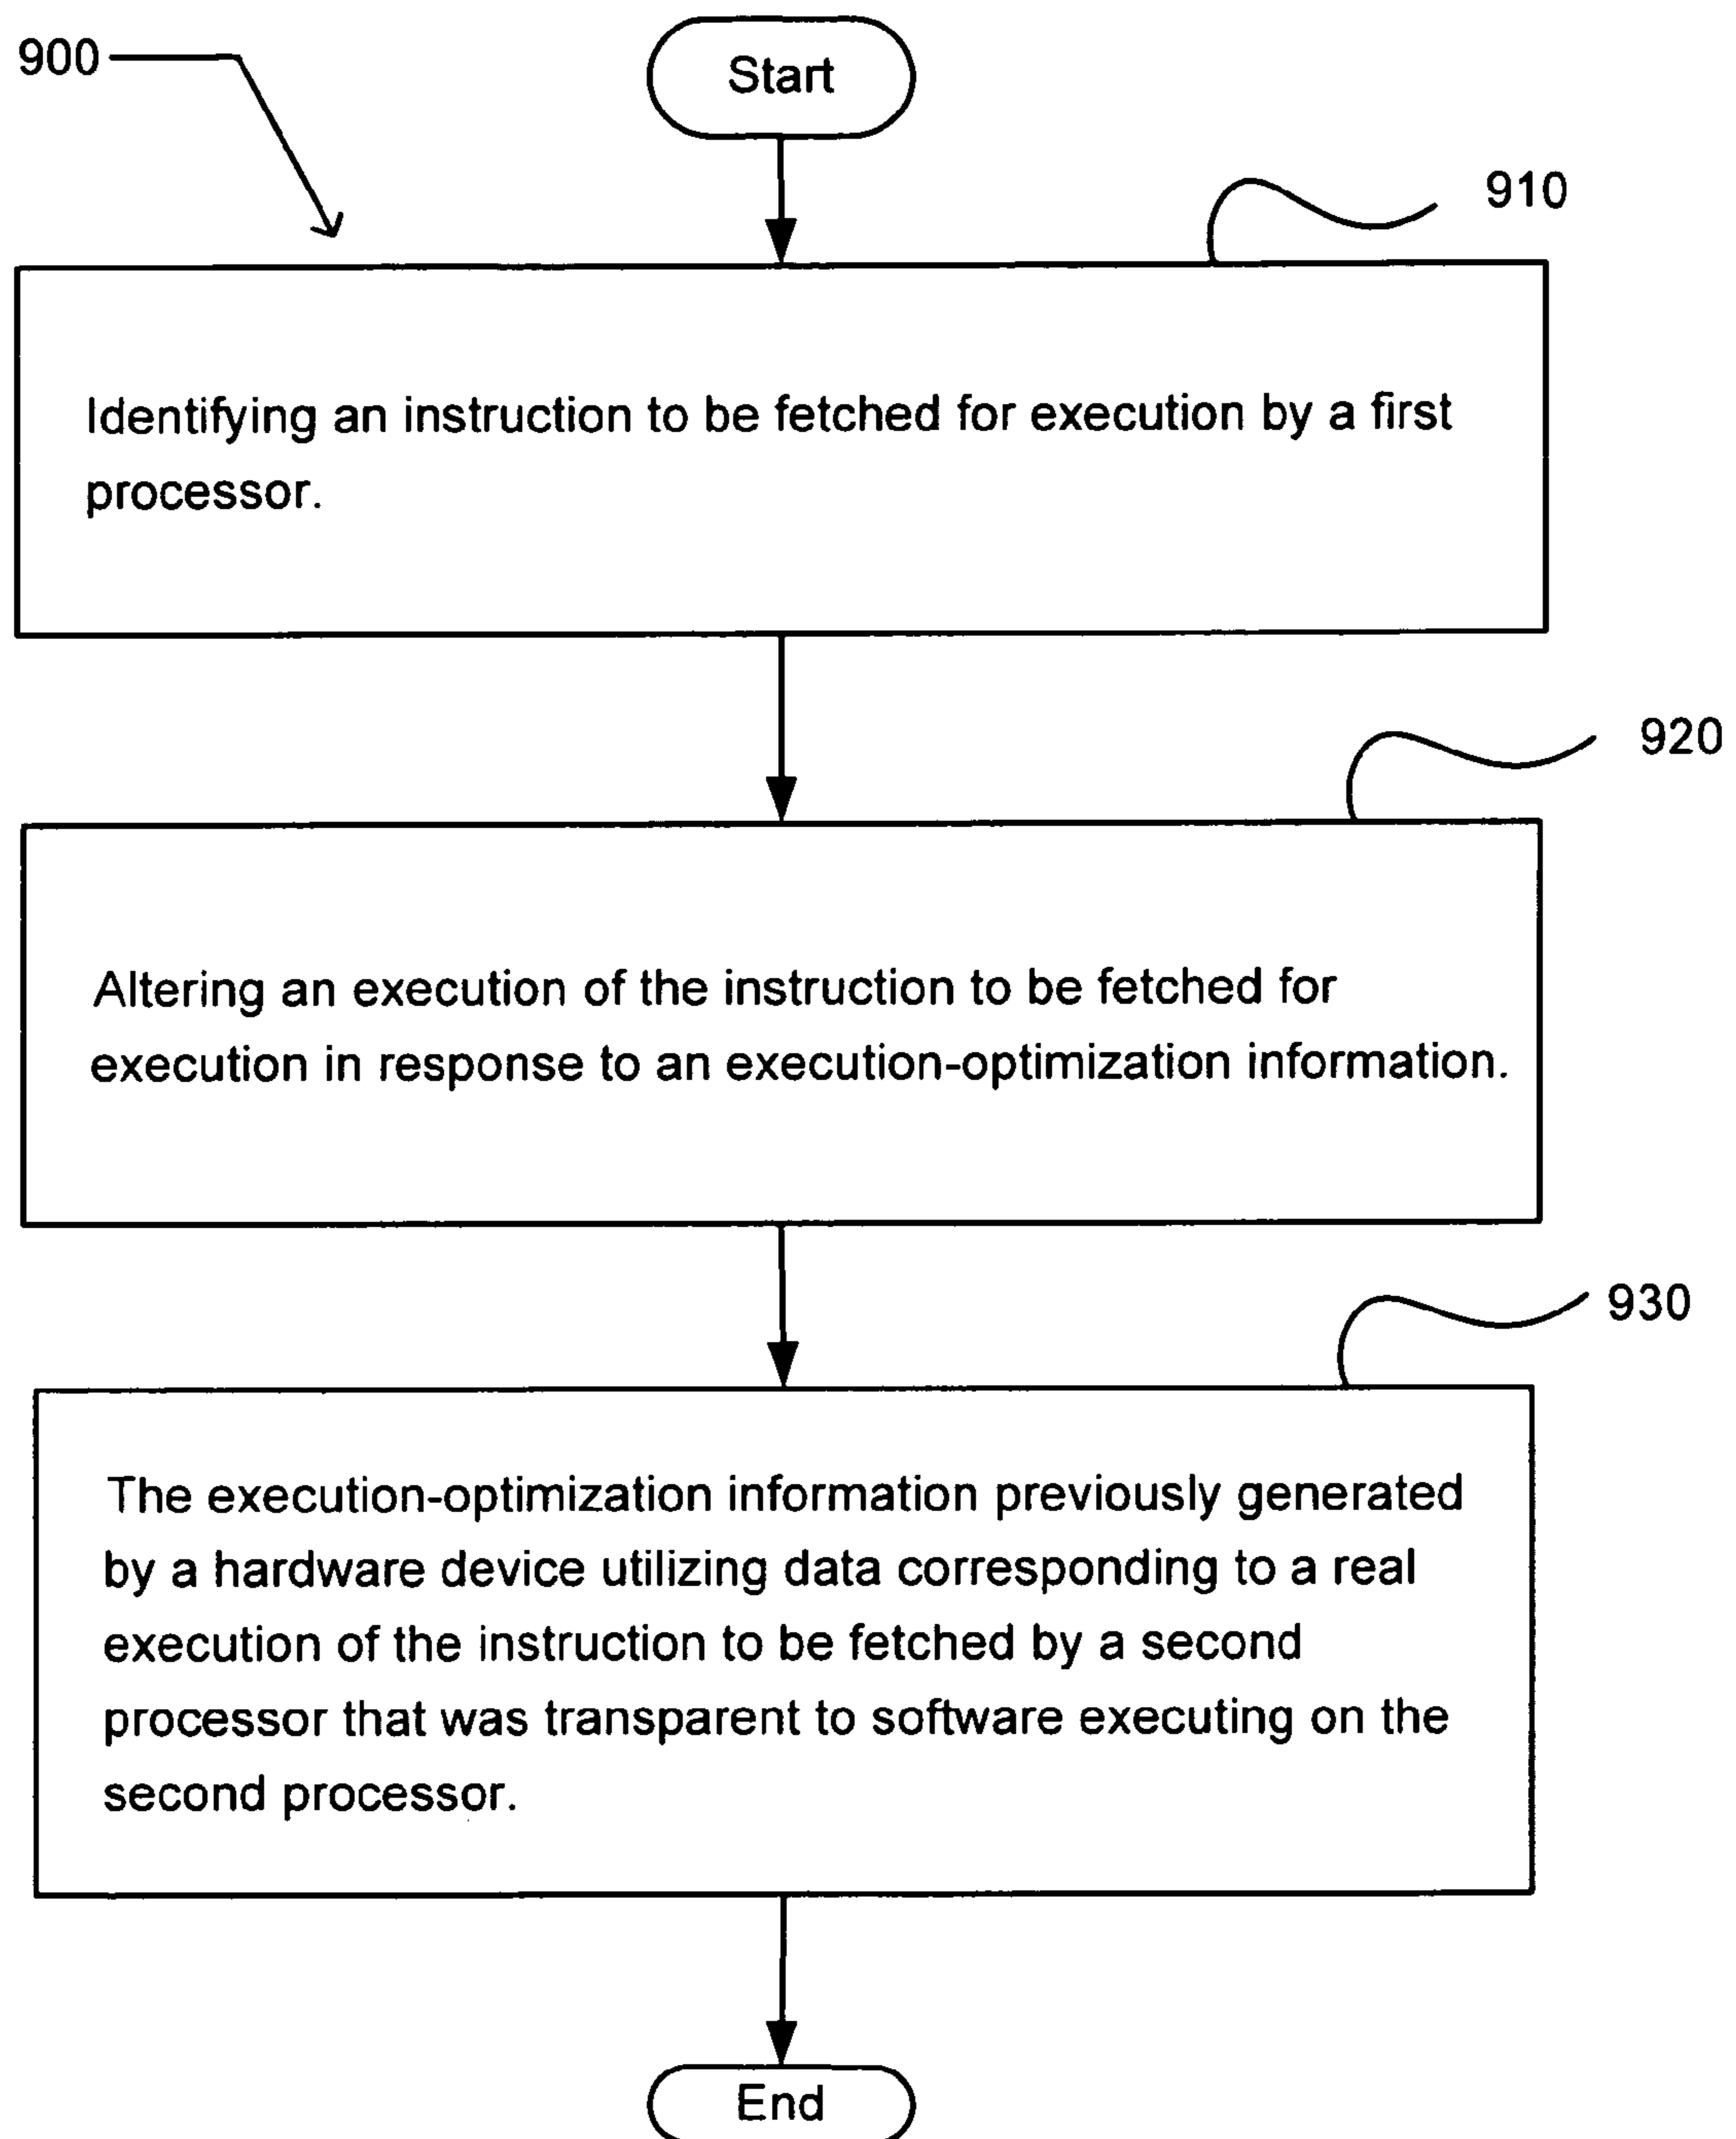 900
Start
910
Identifying an instruction to be fetched for execution by a first
processor.
920
Altering an execution of the instruction to be fetched for
execution in response to an execution-optimization information.
930
The execution-optimization information previously generated
by a hardware device utilizing data corresponding to a real
execution of the instruction to be fetched by a second
processor that was transparent to software executing on the
second processor.
End